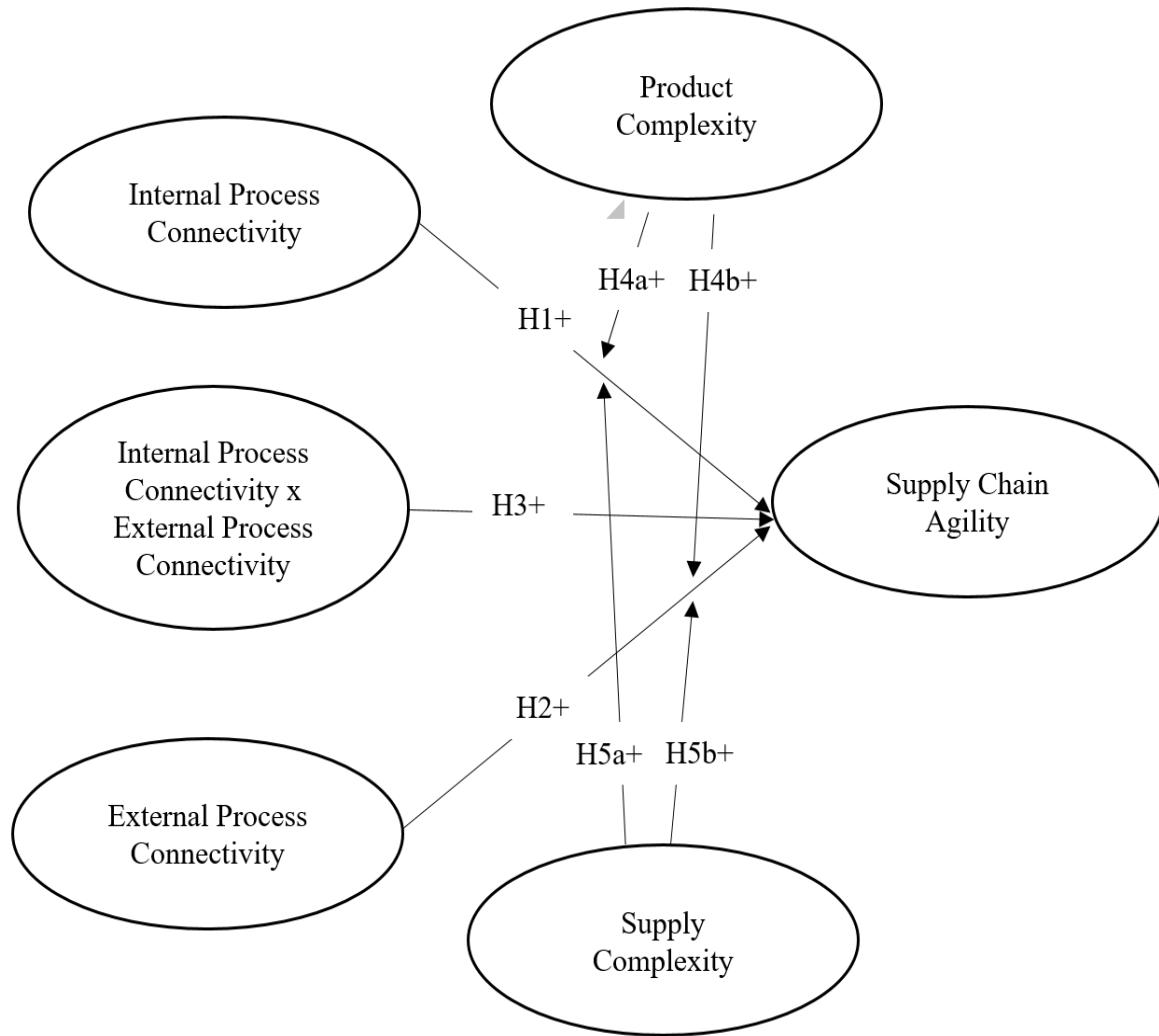 Product
Complexity
Internal Process
Connectivity
H4a+
H4b+
H1+
Internal Process
Connectivity x
External Process
Connectivity
H3+
Supply Chain
Agility
H2+
H5a+
H5b+
External Process
Connectivity
Supply
Complexity